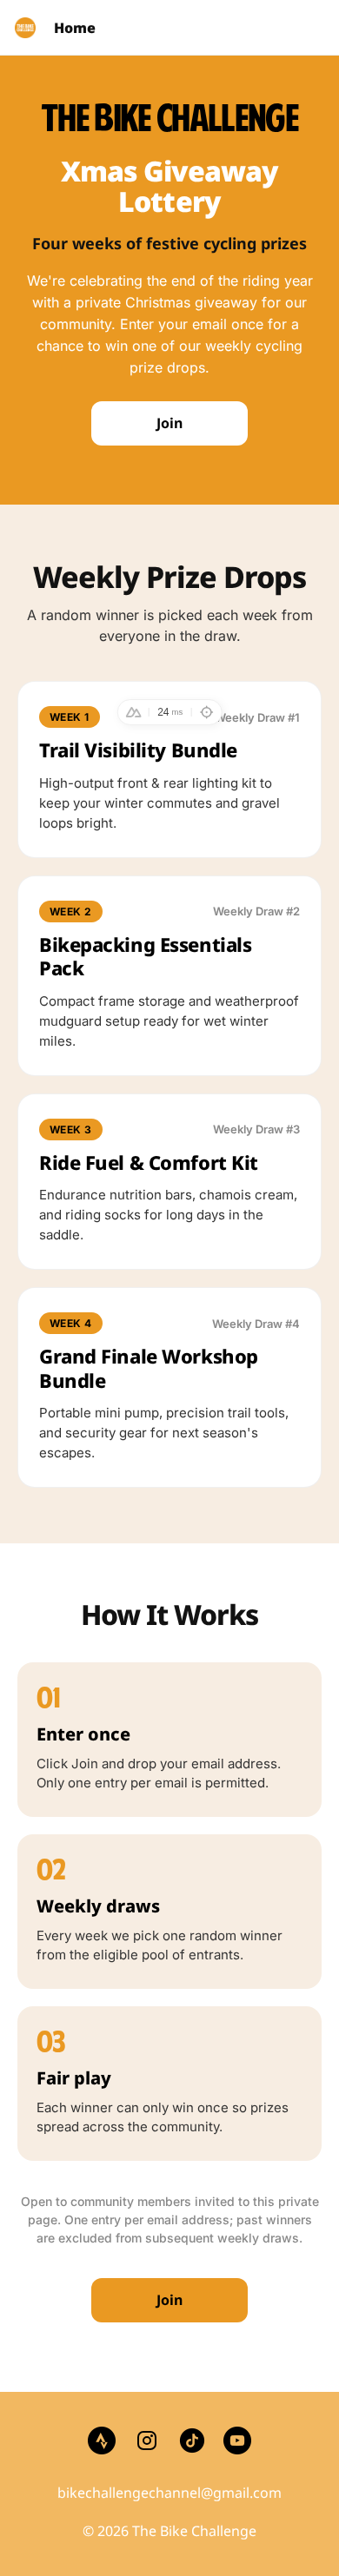 Home
THE BIKE CHALLENGE
Xmas Giveaway
Lottery
Four weeks of festive cycling prizes
We're celebrating the end of the riding year
with a private Christmas giveaway for our
community. Enter your email once for a
chance to win one of our weekly cycling
prize drops.
Join
Weekly Prize Drops
A random winner is picked each week from
everyone in the draw.
WEEK 1
24 ms
Weekly Draw #1
Trail Visibility Bundle
High-output front & rear lighting kit to
keep your winter commutes and gravel
loops bright.
WEEK 2
Weekly Draw #2
Bikepacking Essentials
Pack
Compact frame storage and weatherproof
mudguard setup ready for wet winter
miles.
WEEK 3
Weekly Draw #3
Ride Fuel & Comfort Kit
Endurance nutrition bars, chamois cream,
and riding socks for long days in the
saddle.
WEEK 4
Weekly Draw #4
Grand Finale Workshop
Bundle
Portable mini pump, precision trail tools,
and security gear for next season's
escapes.
How It Works
01
Enter once
Click Join and drop your email address.
Only one entry per email is permitted.
02
Weekly draws
Every week we pick one random winner
from the eligible pool of entrants.
03
Fair play
Each winner can only win once so prizes
spread across the community.
Open to community members invited to this private
page. One entry per email address; past winners
are excluded from subsequent weekly draws.
Join
bikechallengechannel@gmail.com
© 2026 The Bike Challenge